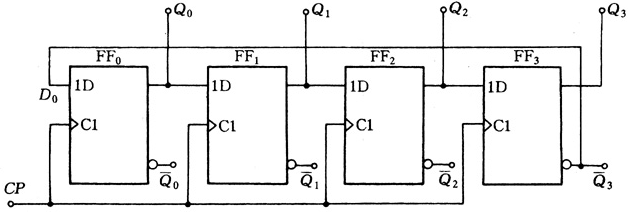 Q₀ Q₁ Q₂ Q₃
FF₀ FF₁ FF₂ FF₃
D₀ 1D 1D 1D 1D
C1 C1 C1 C1
Q̅₀ Q̅₁ Q̅₂ Q̅₃
CP